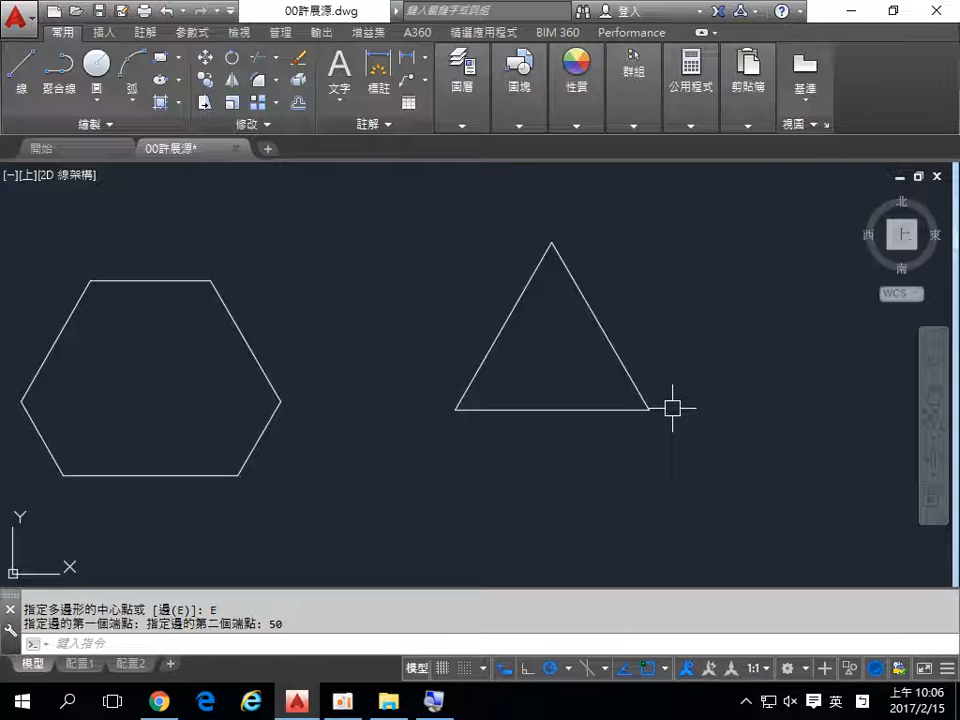 00許展源.dwg
鍵入關鍵字或詞組
登入
常用 插入 註解 參數式 檢視 管理 輸出 增益集 A360 精選應用程式 BIM 360 Performance
線 聚合線 圓 弧 文字 標註 圖層 圖塊 性質 群組 公用程式 剪貼簿 基準
繪製 修改 註解 視圖
開始 00許展源*
[−][上][2D 線架構]
北
西 上 東
南
WCS
Y
X
指定多邊形的中心點或 [邊(E)]: E
指定邊的第一個端點: 指定邊的第二個端點: 50
鍵入指令
模型 配置1 配置2
模型 1:1
英
上午 10:06
2017/2/15